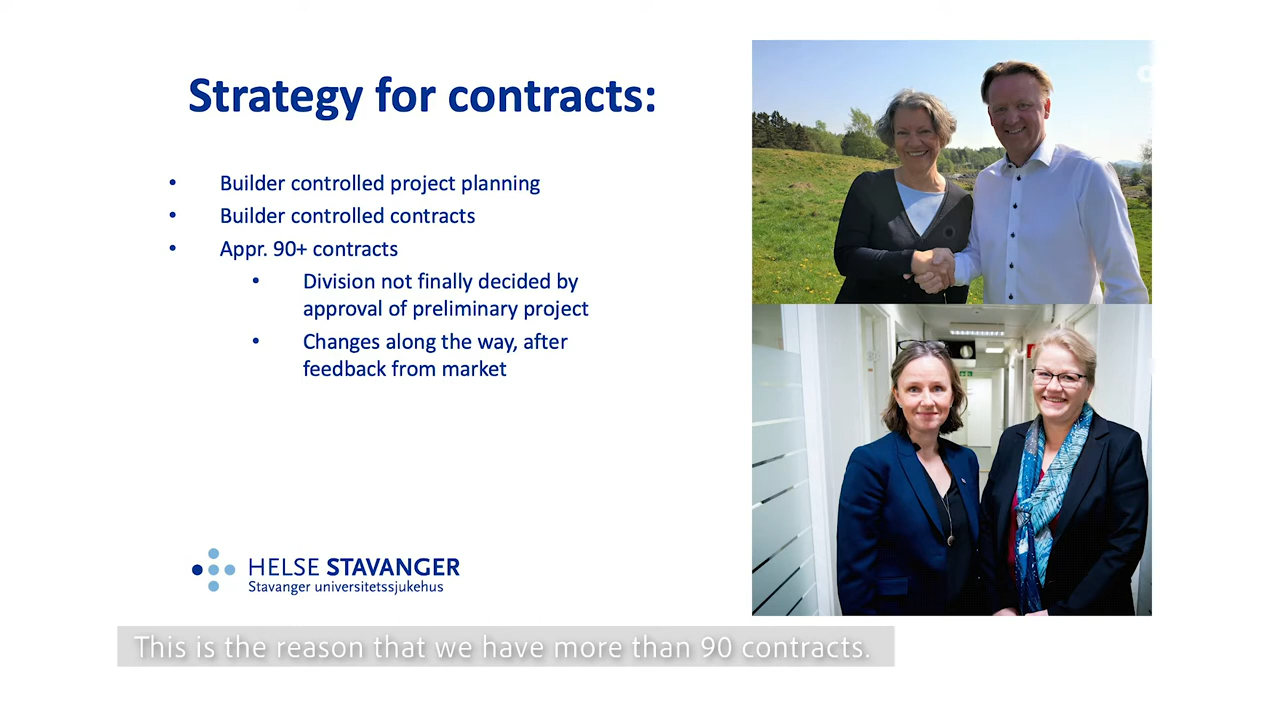 Strategy for contracts:
• Builder controlled project planning
• Builder controlled contracts
• Appr. 90+ contracts
• Division not finally decided by
approval of preliminary project
• Changes along the way, after
feedback from market
HELSE STAVANGER
Stavanger universitetssjukehus
This is the reason that we have more than 90 contracts.